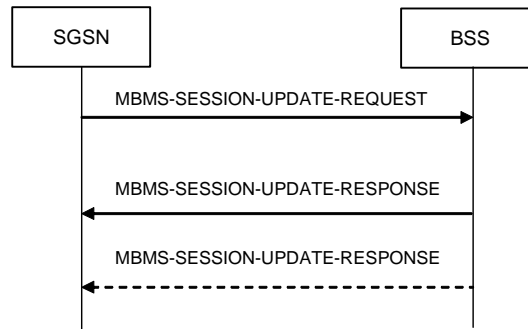 SGSN
BSS
MBMS-SESSION-UPDATE-REQUEST
MBMS-SESSION-UPDATE-RESPONSE
MBMS-SESSION-UPDATE-RESPONSE